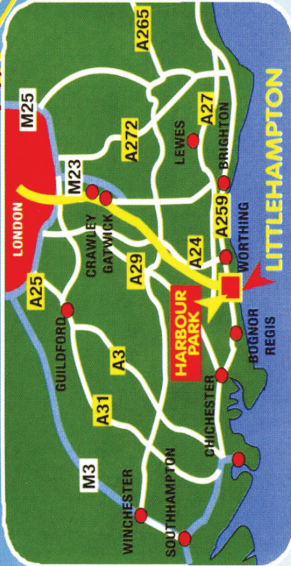 M25
A265
LONDON
M23
A272
A27
LEWES
BRIGHTON
CRAWLEY
GATWICK
A25
A29
A24
A259
WORTHING
LITTLEHAMPTON
GUILDFORD
HARBOUR
PARK
A3
BOGNOR
REGIS
A31
CHICHESTER
M3
WINCHESTER
SOUTHHAMPTON